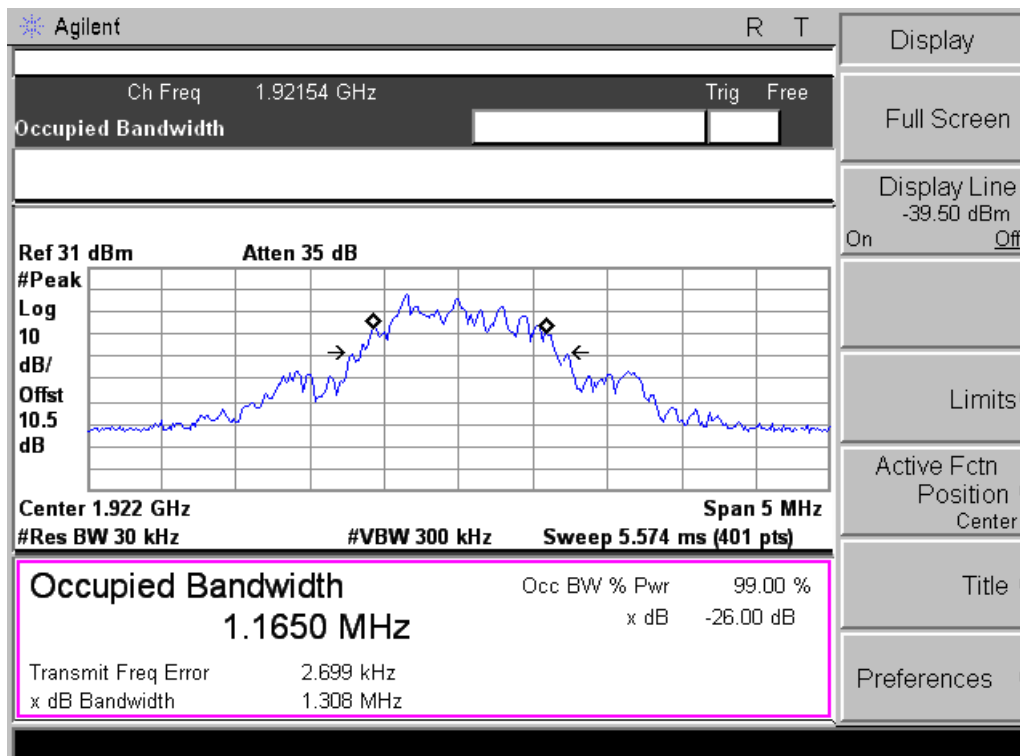 Agilent
R T
Display
Ch Freq 1.92154 GHz
Trig Free
Occupied Bandwidth
Full Screen
Display Line
-39.50 dBm
On Off
Ref 31 dBm Atten 35 dB
#Peak
Log
10
dB/
Offst
10.5
dB
Limits
Active Fctn
Position
Center
Center 1.922 GHz Span 5 MHz
#Res BW 30 kHz #VBW 300 kHz Sweep 5.574 ms (401 pts)
Occupied Bandwidth
1.1650 MHz
Occ BW % Pwr 99.00 %
x dB -26.00 dB
Transmit Freq Error 2.699 kHz
x dB Bandwidth 1.308 MHz
Title
Preferences